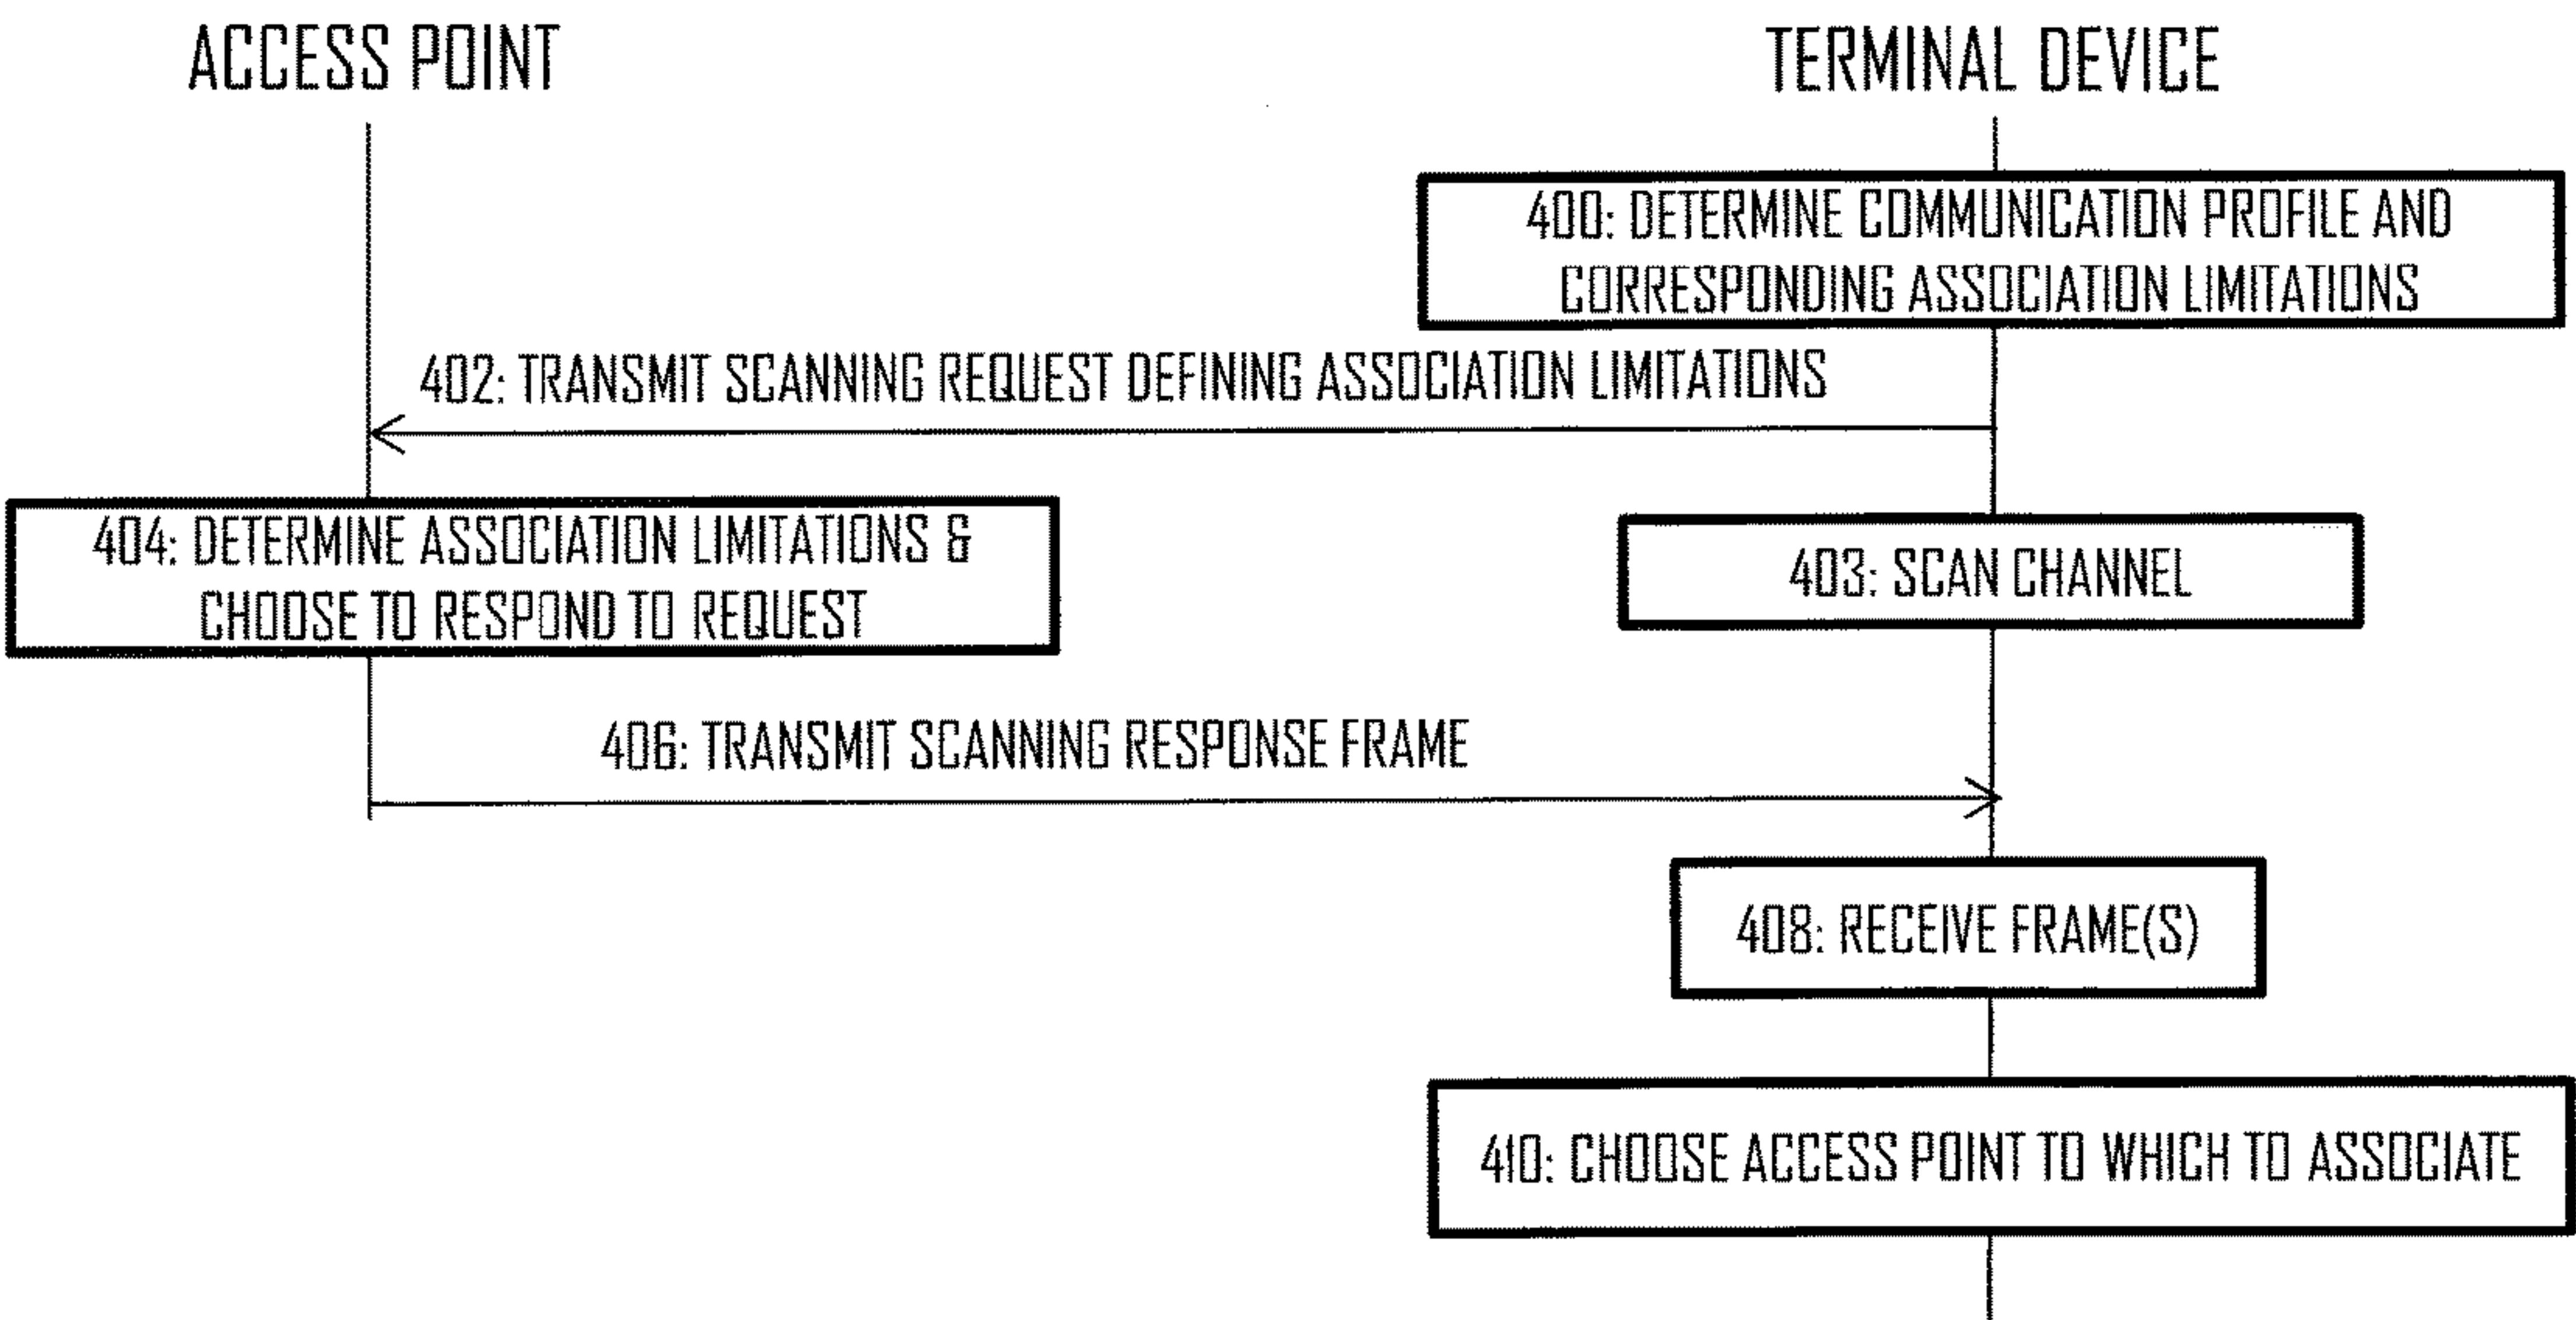 ACCESS POINT
TERMINAL DEVICE
400: DETERMINE COMMUNICATION PROFILE AND
CORRESPONDING ASSOCIATION LIMITATIONS
402: TRANSMIT SCANNING REQUEST DEFINING ASSOCIATION LIMITATIONS
404: DETERMINE ASSOCIATION LIMITATIONS &
CHOOSE TO RESPOND TO REQUEST
403: SCAN CHANNEL
406: TRANSMIT SCANNING RESPONSE FRAME
408: RECEIVE FRAME(S)
410: CHOOSE ACCESS POINT TO WHICH TO ASSOCIATE